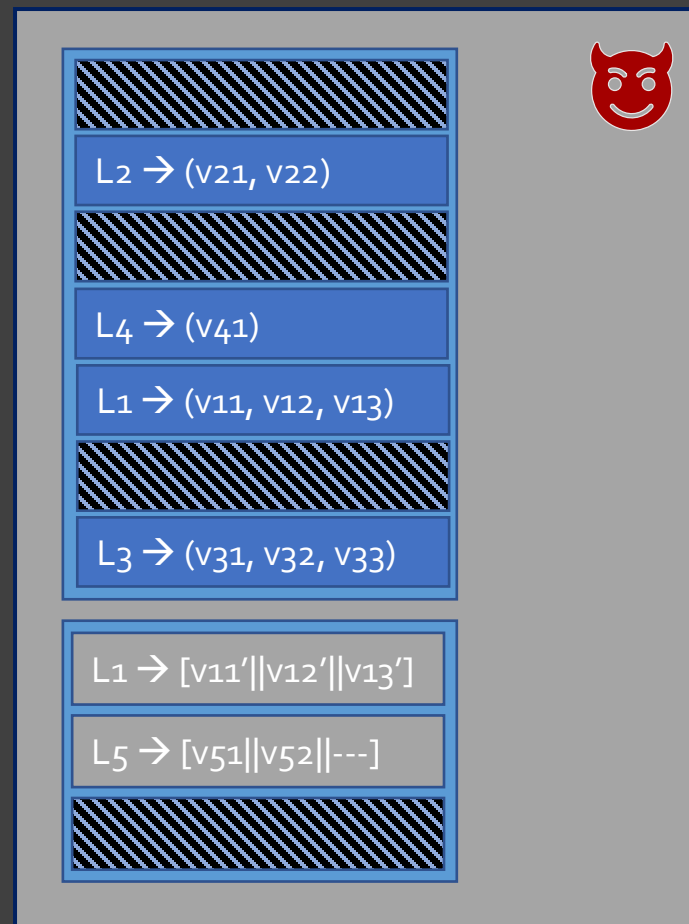 L2 → (v21, v22)
L4 → (v41)
L1 → (v11, v12, v13)
L3 → (v31, v32, v33)
L1 → [v11′||v12′||v13′]
L5 → [v51||v52||---]